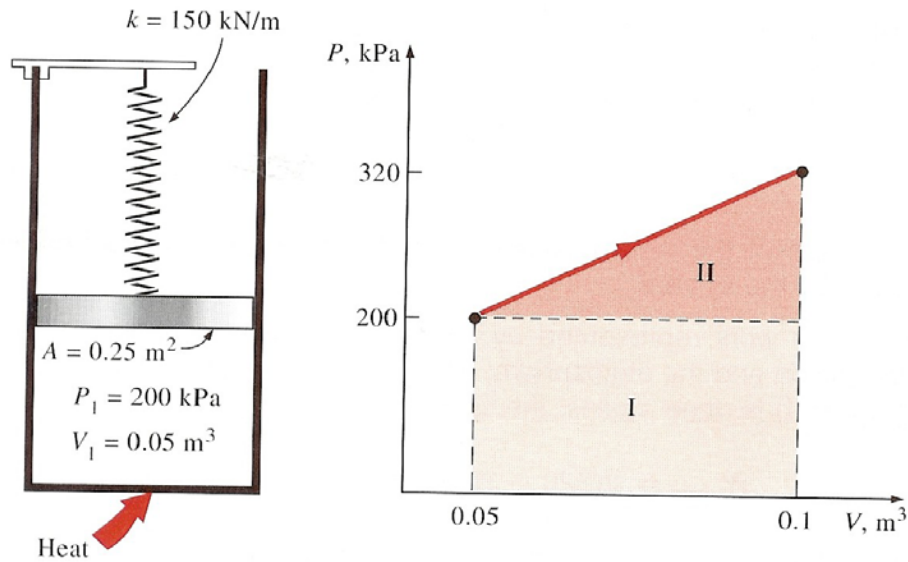 k = 150 kN/m
A = 0.25 m²
P₁ = 200 kPa
V₁ = 0.05 m³
Heat
P, kPa
320
200
II
I
0.05
0.1
V, m³